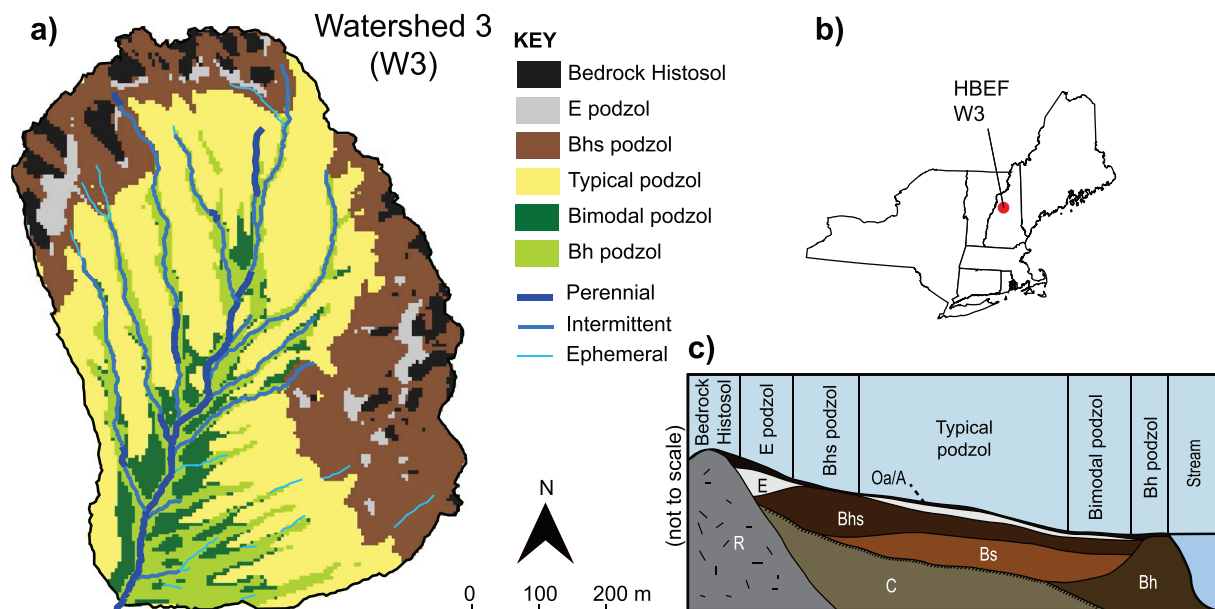 a)
Watershed 3
(W3)
KEY
Bedrock Histosol
E podzol
Bhs podzol
Typical podzol
Bimodal podzol
Bh podzol
Perennial
Intermittent
Ephemeral
N
0 100 200 m
b)
HBEF
W3
c)
(not to scale)
Bedrock
Histosol
E podzol
Bhs podzol
Typical
podzol
Bimodal podzol
Bh podzol
Stream
Oa/A
E
Bhs
R
Bs
C
Bh